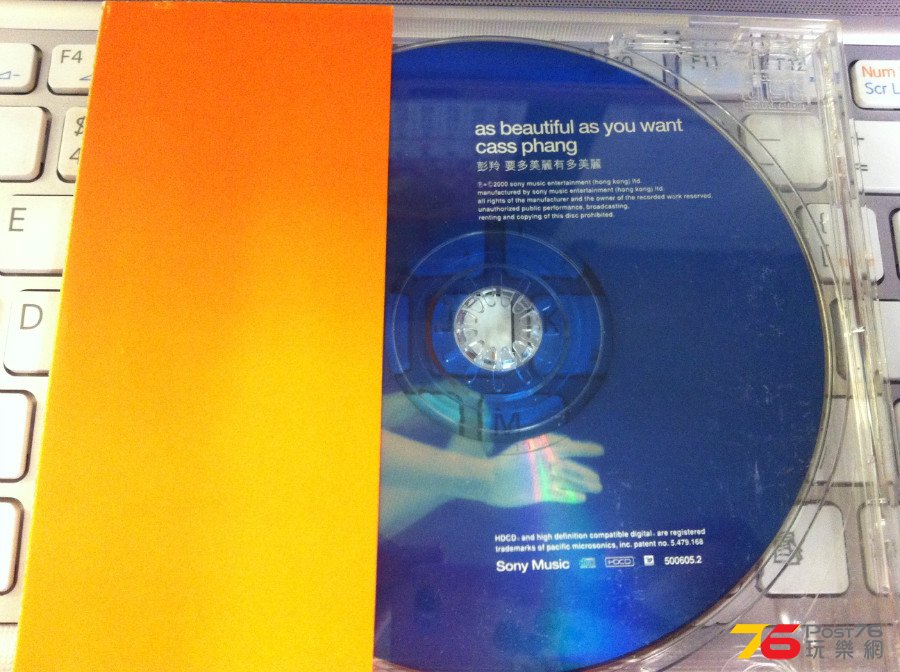 F4
F11
F12
Num
Scr L
$
4
E
D
K
M
as beautiful as you want
cass phang
彭羚 要多美麗有多美麗
℗+©2000 sony music entertainment (hong kong) ltd.
manufactured by sony music entertainment (hong kong) ltd.
all rights of the manufacturer and the owner of the recorded work reserved.
unauthorized public performance, broadcasting,
renting and copying of this disc prohibited.
HDCD, and high definition compatible digital, are registered
trademarks of pacific microsonics, inc. patent no. 5.479.168
Sony Music HDCD 500605.2
76 Post76
玩樂網